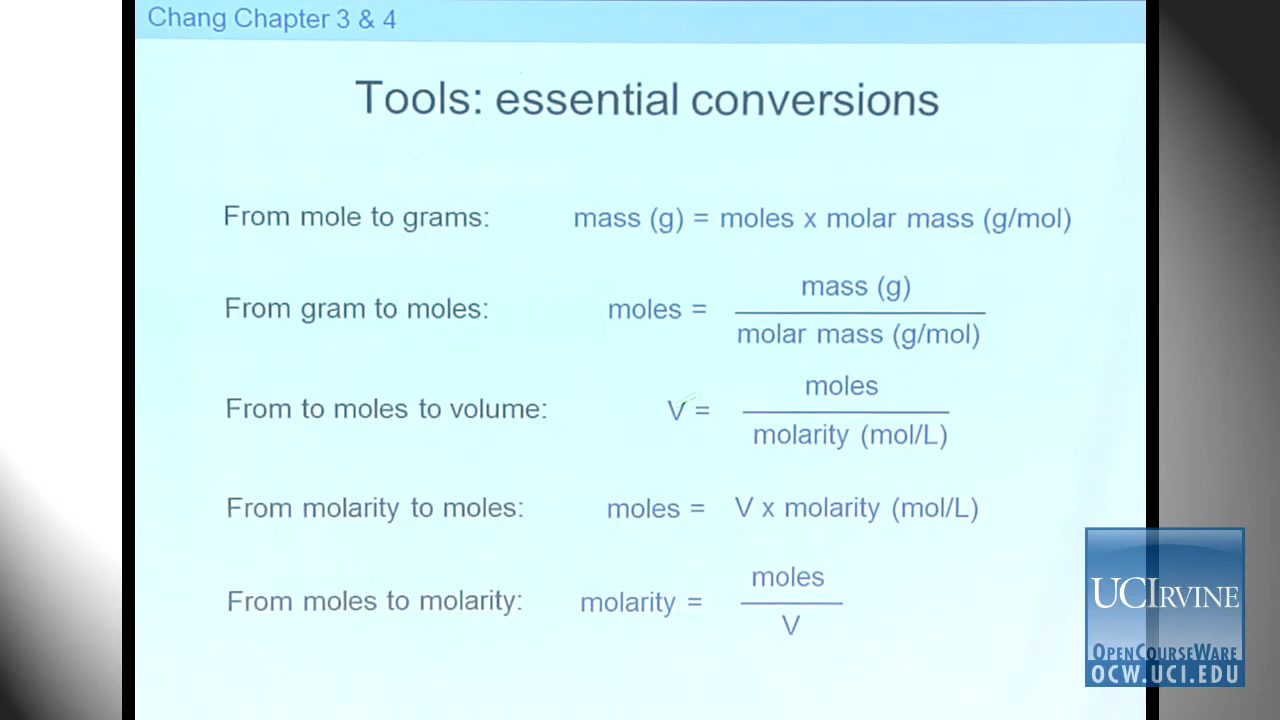 Chang Chapter 3 & 4
Tools: essential conversions
From mole to grams: mass (g) = moles x molar mass (g/mol)
From gram to moles: moles = mass (g) / molar mass (g/mol)
From to moles to volume: V = moles / molarity (mol/L)
From molarity to moles: moles = V x molarity (mol/L)
From moles to molarity: molarity = moles / V
UCIRVINE
OPENCOURSEWARE
OCW.UCI.EDU